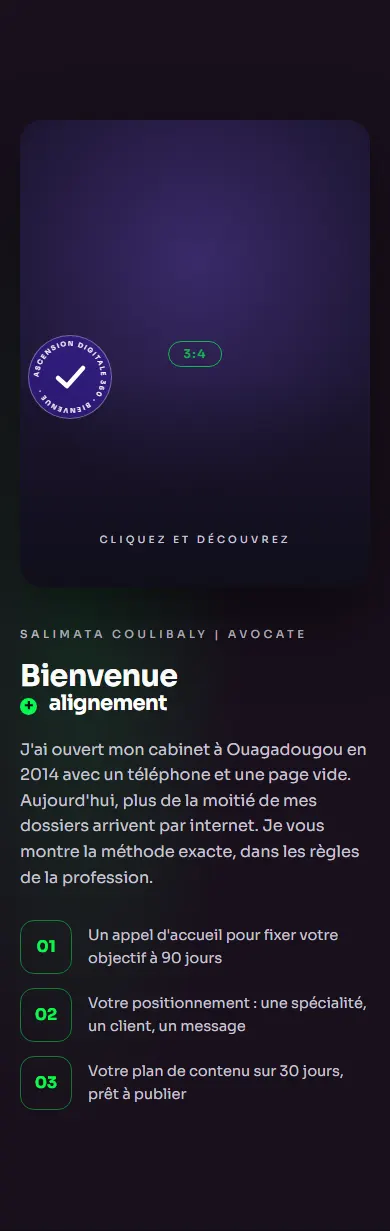 3:4
ASCENSION DIGITALE 360 · BIENVENUE ·
CLIQUEZ ET DÉCOUVREZ
SALIMATA COULIBALY | AVOCATE
Bienvenue
+ alignement
J'ai ouvert mon cabinet à Ouagadougou en
2014 avec un téléphone et une page vide.
Aujourd'hui, plus de la moitié de mes
dossiers arrivent par internet. Je vous
montre la méthode exacte, dans les règles
de la profession.
01
Un appel d'accueil pour fixer votre
objectif à 90 jours
02
Votre positionnement : une spécialité,
un client, un message
03
Votre plan de contenu sur 30 jours,
prêt à publier